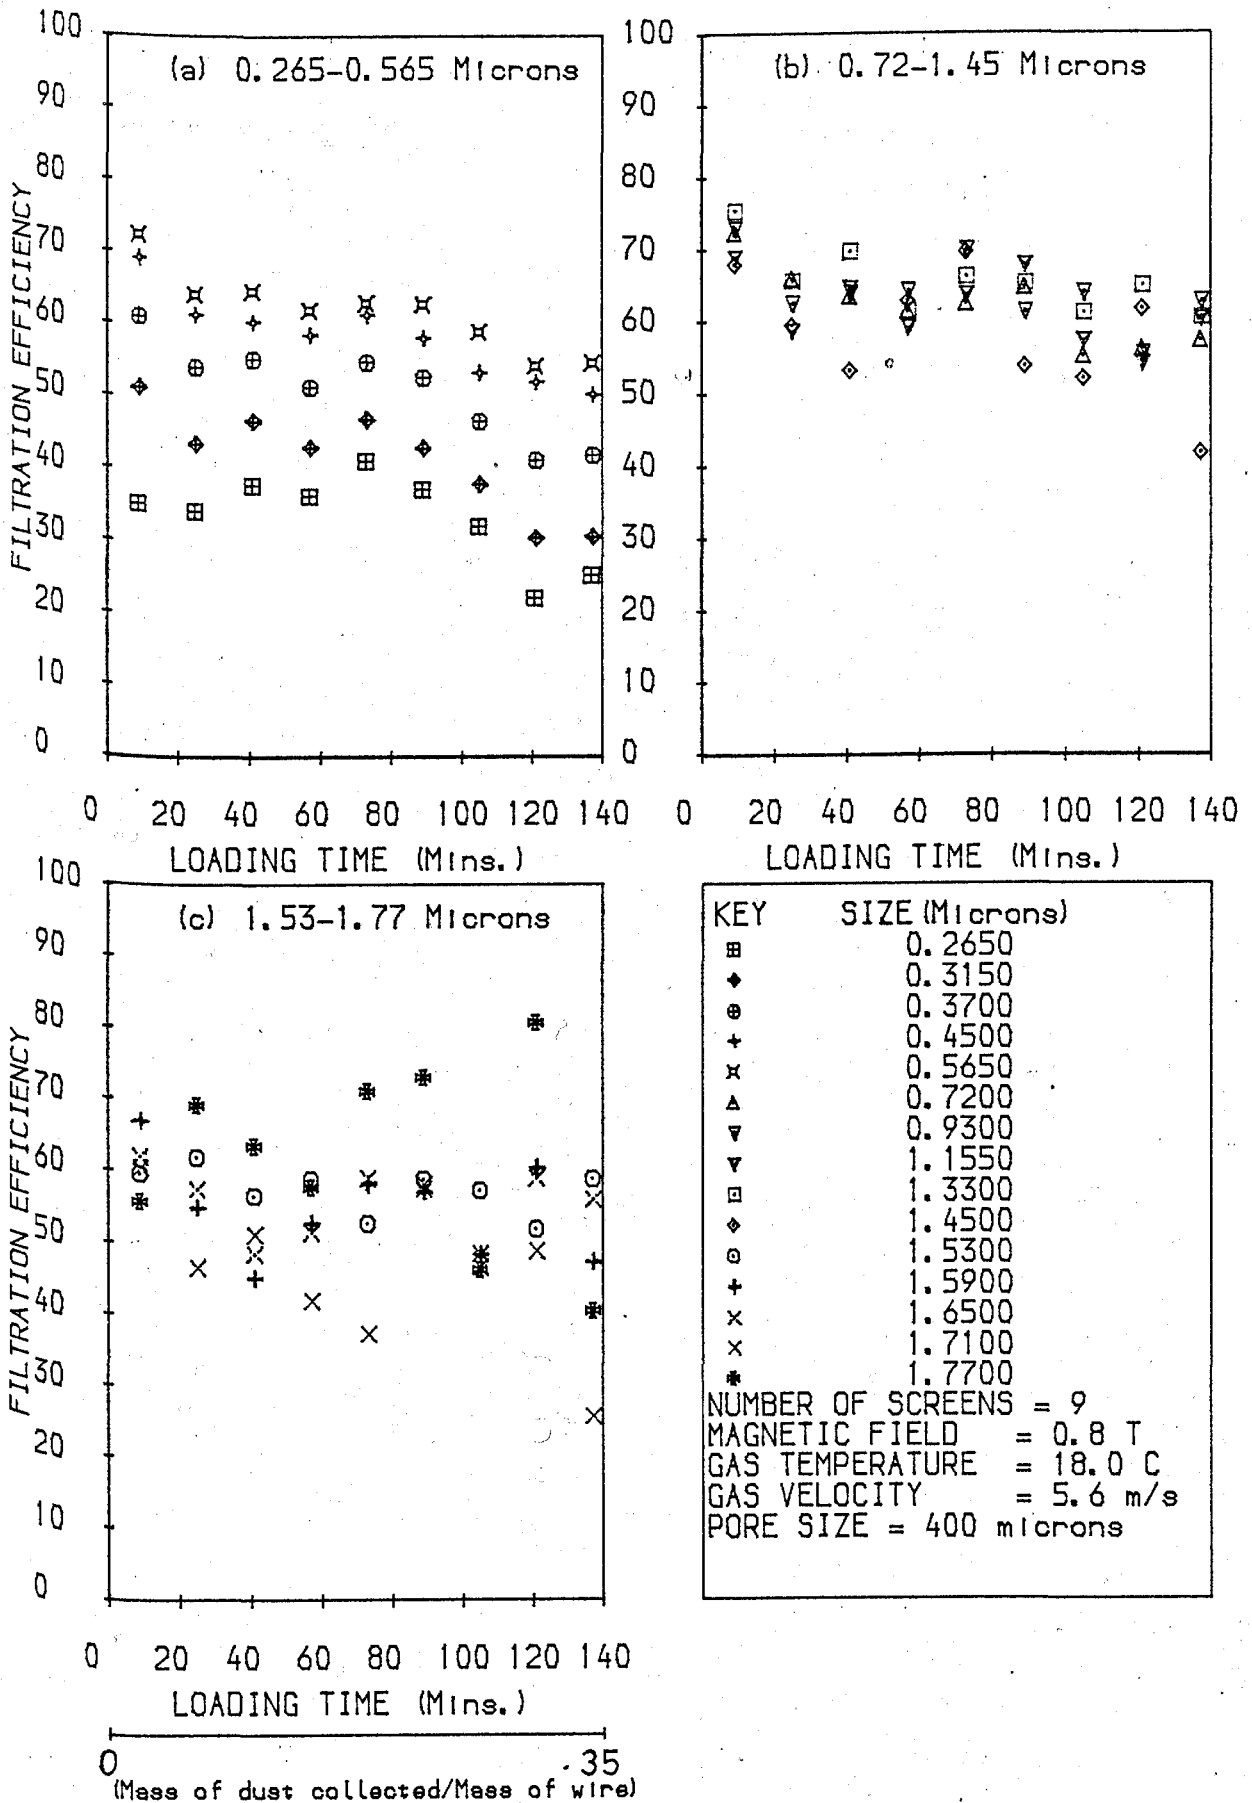 100
90
80
70
60
50
40
30
20
10
0
FILTRATION EFFICIENCY
(a) 0.265-0.565 Microns
0 20 40 60 80 100 120 140
LOADING TIME (Mins.)
100
90
80
70
60
50
40
30
20
10
0
(b) 0.72-1.45 Microns
0 20 40 60 80 100 120 140
LOADING TIME (Mins.)
100
90
80
70
60
50
40
30
20
10
0
FILTRATION EFFICIENCY
(c) 1.53-1.77 Microns
0 20 40 60 80 100 120 140
LOADING TIME (Mins.)
0 .35
(Mass of dust collected/Mass of wire)
KEY SIZE (Microns)
0.2650
0.3150
0.3700
0.4500
0.5650
0.7200
0.9300
1.1550
1.3300
1.4500
1.5300
1.5900
1.6500
1.7100
1.7700
NUMBER OF SCREENS = 9
MAGNETIC FIELD = 0.8 T
GAS TEMPERATURE = 18.0 C
GAS VELOCITY = 5.6 m/s
PORE SIZE = 400 microns